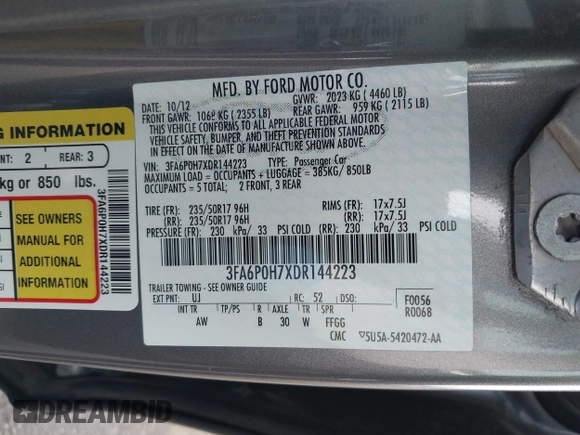 MFD. BY FORD MOTOR CO.
DATE: 10/12 GVWR: 2023 KG ( 4460 LB)
FRONT GAWR: 1068 KG ( 2355 LB) REAR GAWR: 959 KG ( 2115 LB)
THIS VEHICLE CONFORMS TO ALL APPLICABLE FEDERAL MOTOR
VEHICLE SAFETY, BUMPER, AND THEFT PREVENTION STANDARDS
IN EFFECT ON THE DATE OF MANUFACTURE SHOWN ABOVE.
VIN: 3FA6P0H7XDR144223 TYPE: Passenger Car
MAXIMUM LOAD = OCCUPANTS + LUGGAGE = 385KG/ 850LB
OCCUPANTS = 5 TOTAL; 2 FRONT, 3 REAR
TIRE (FR): 235/50R17 96H RIMS (FR): 17x7.5J
(RR): 235/50R17 96H (RR): 17x7.5J
PRESSURE (FR): 230 kPa/ 33 PSI COLD (RR): 230 kPa/ 33 PSI COLD
3FA6P0H7XDR144223
TRAILER TOWING - SEE OWNER GUIDE
EXT PNT: UJ RC: 52 DSO: F0056
R0068
INT TR TP/PS R AXLE TR SPR
AW B 30 W FFGG
CMC 5U5A-5420472-AA
G INFORMATION
NT: 2 REAR: 3
kg or 850 lbs.
SEE OWNERS
MANUAL FOR
ADDITIONAL
INFORMATION
3FA6P0H7XDR144223
DREAMBID